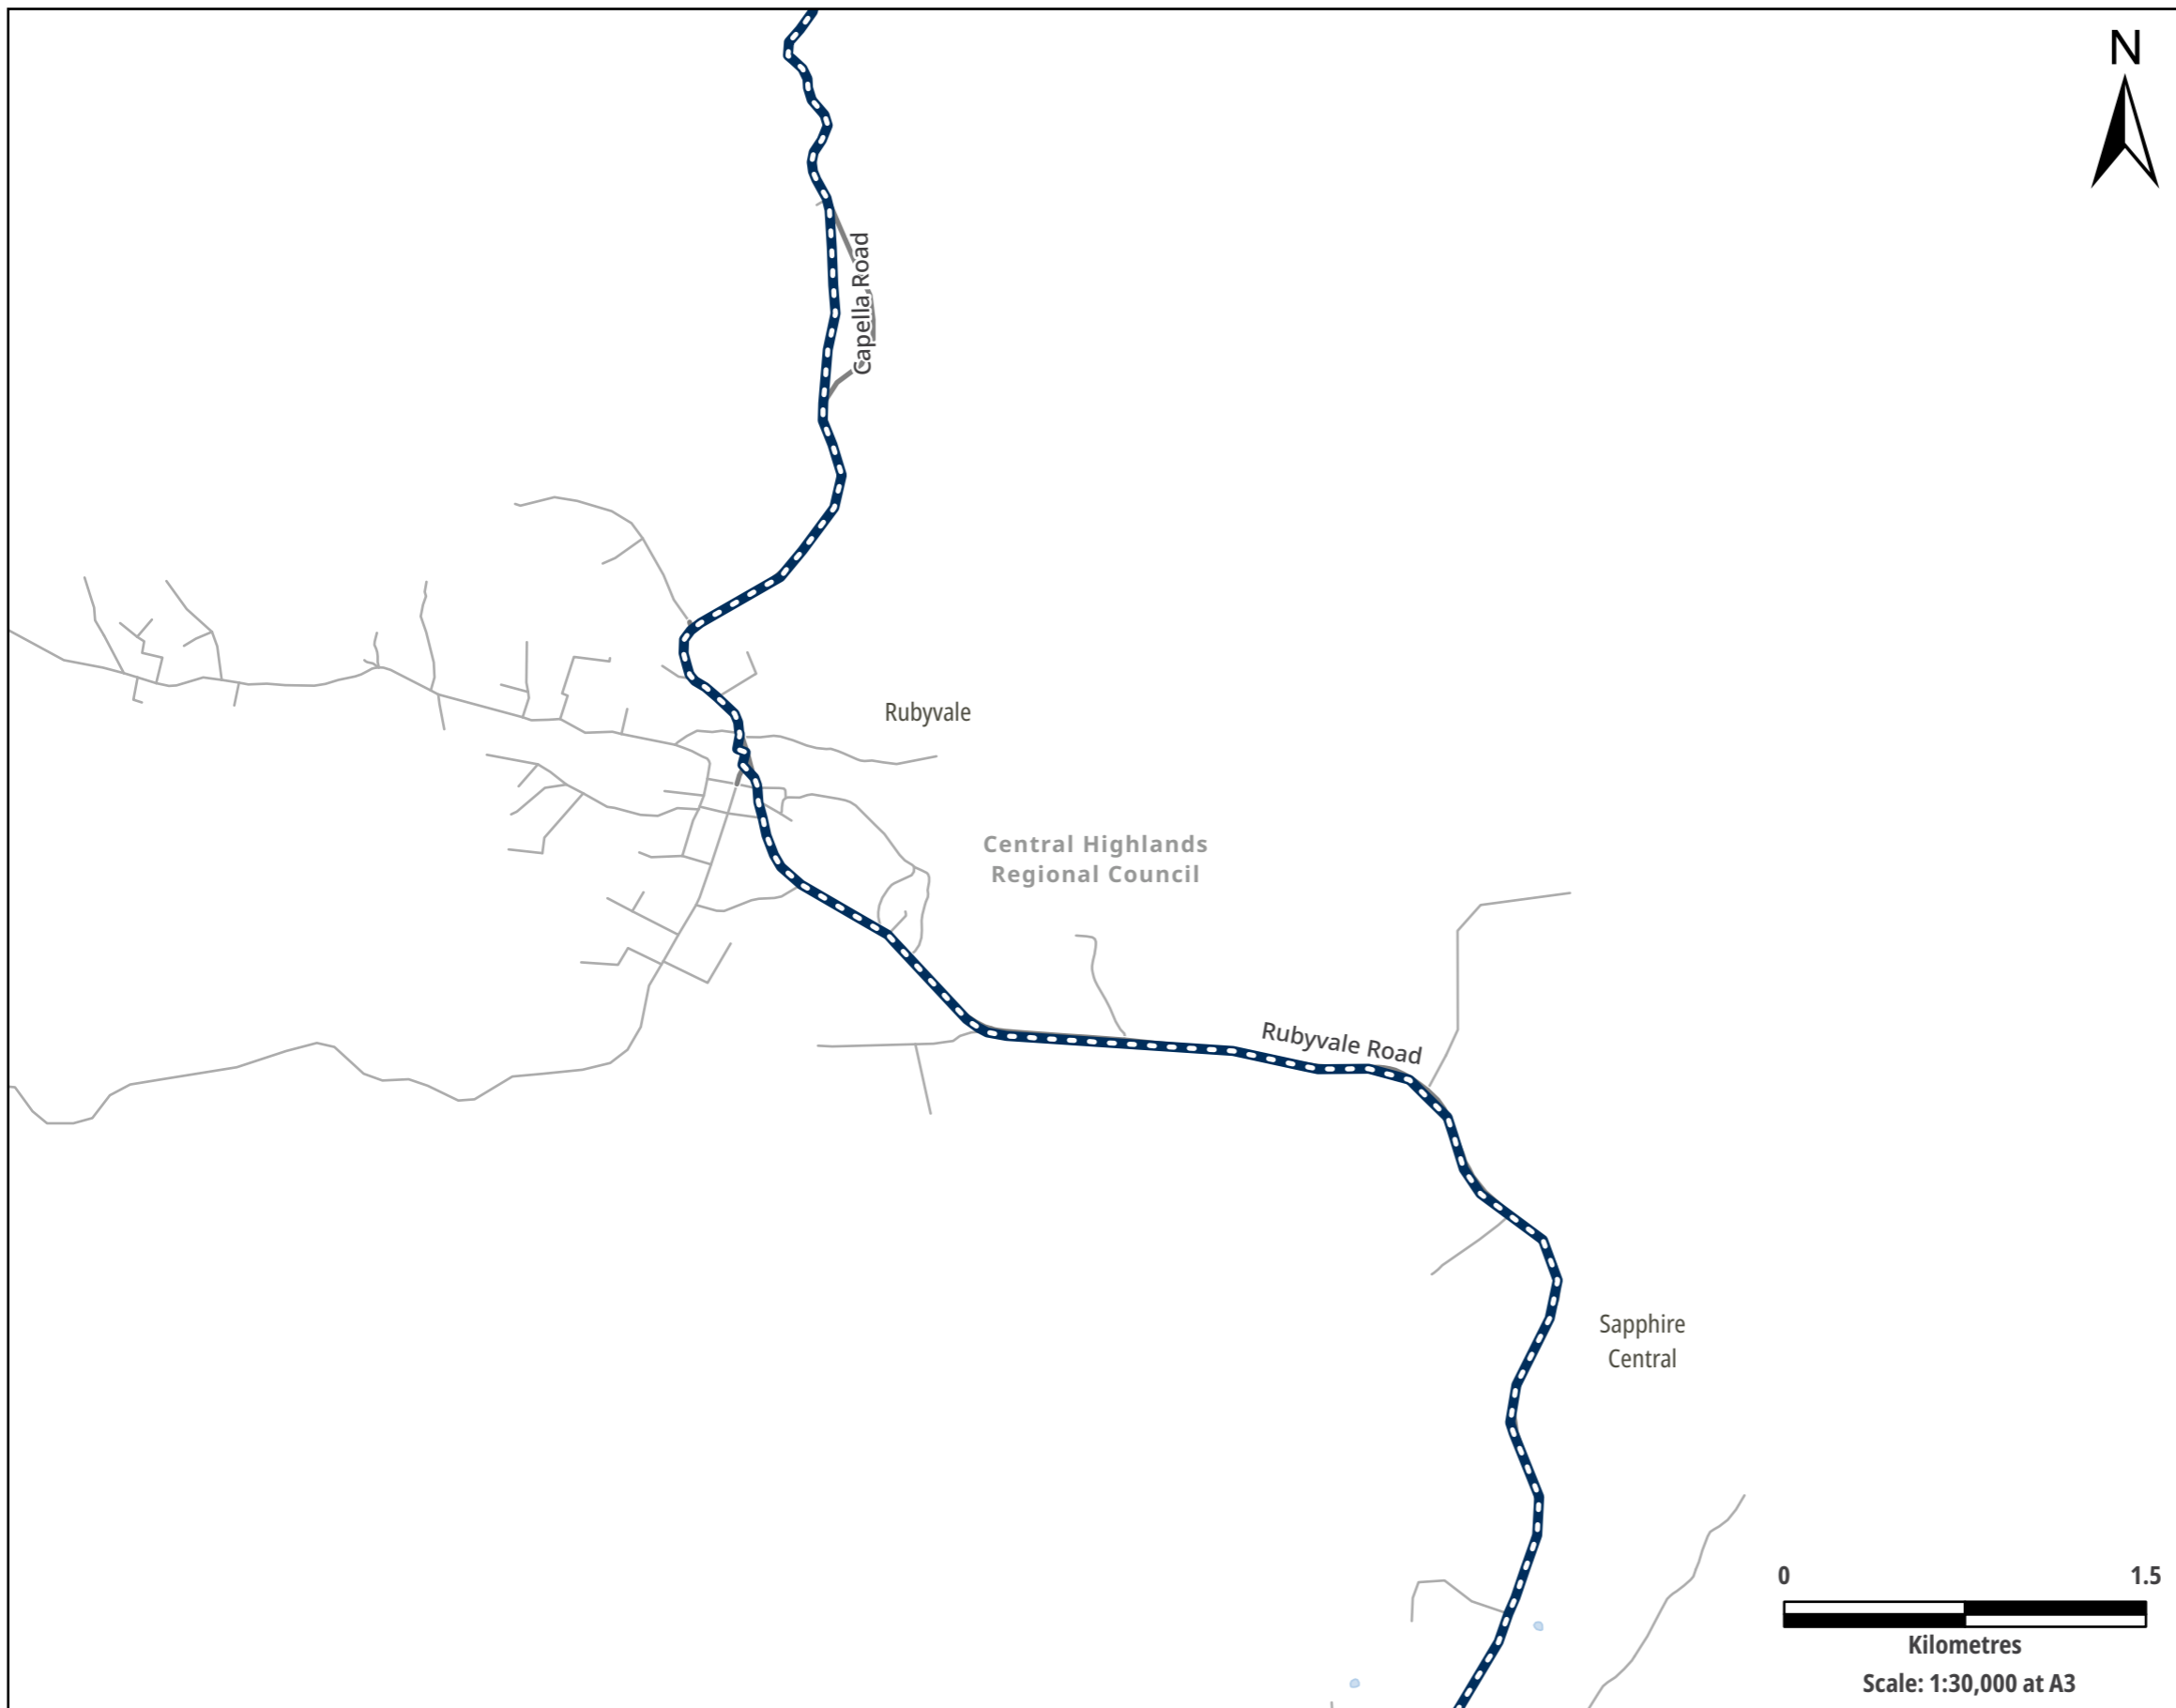 N
Capella Road
Rubyvale
Central Highlands
Regional Council
Rubyvale Road
Sapphire
Central
0 1.5
Kilometres
Scale: 1:30,000 at A3